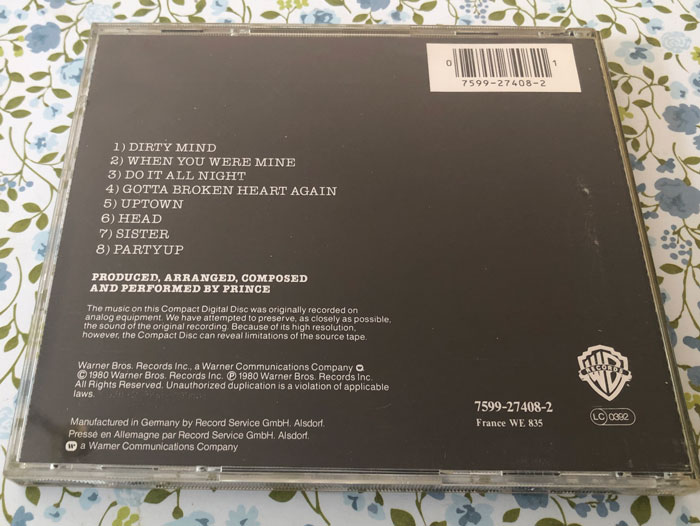 0 1
7599-27408-2
1) DIRTY MIND
2) WHEN YOU WERE MINE
3) DO IT ALL NIGHT
4) GOTTA BROKEN HEART AGAIN
5) UPTOWN
6) HEAD
7) SISTER
8) PARTYUP
PRODUCED, ARRANGED, COMPOSED
AND PERFORMED BY PRINCE
The music on this Compact Digital Disc was originally recorded on
analog equipment. We have attempted to preserve, as closely as possible,
the sound of the original recording. Because of its high resolution,
however, the Compact Disc can reveal limitations of the source tape.
Warner Bros. Records Inc., a Warner Communications Company
© 1980 Warner Bros. Records Inc. ℗ 1980 Warner Bros. Records Inc.
All Rights Reserved. Unauthorized duplication is a violation of applicable
laws.
Manufactured in Germany by Record Service GmbH. Alsdorf.
Pressé en Allemagne par Record Service GmbH. Alsdorf.
a Warner Communications Company
WB
RECORDS
7599-27408-2
France WE 835
LC 0392